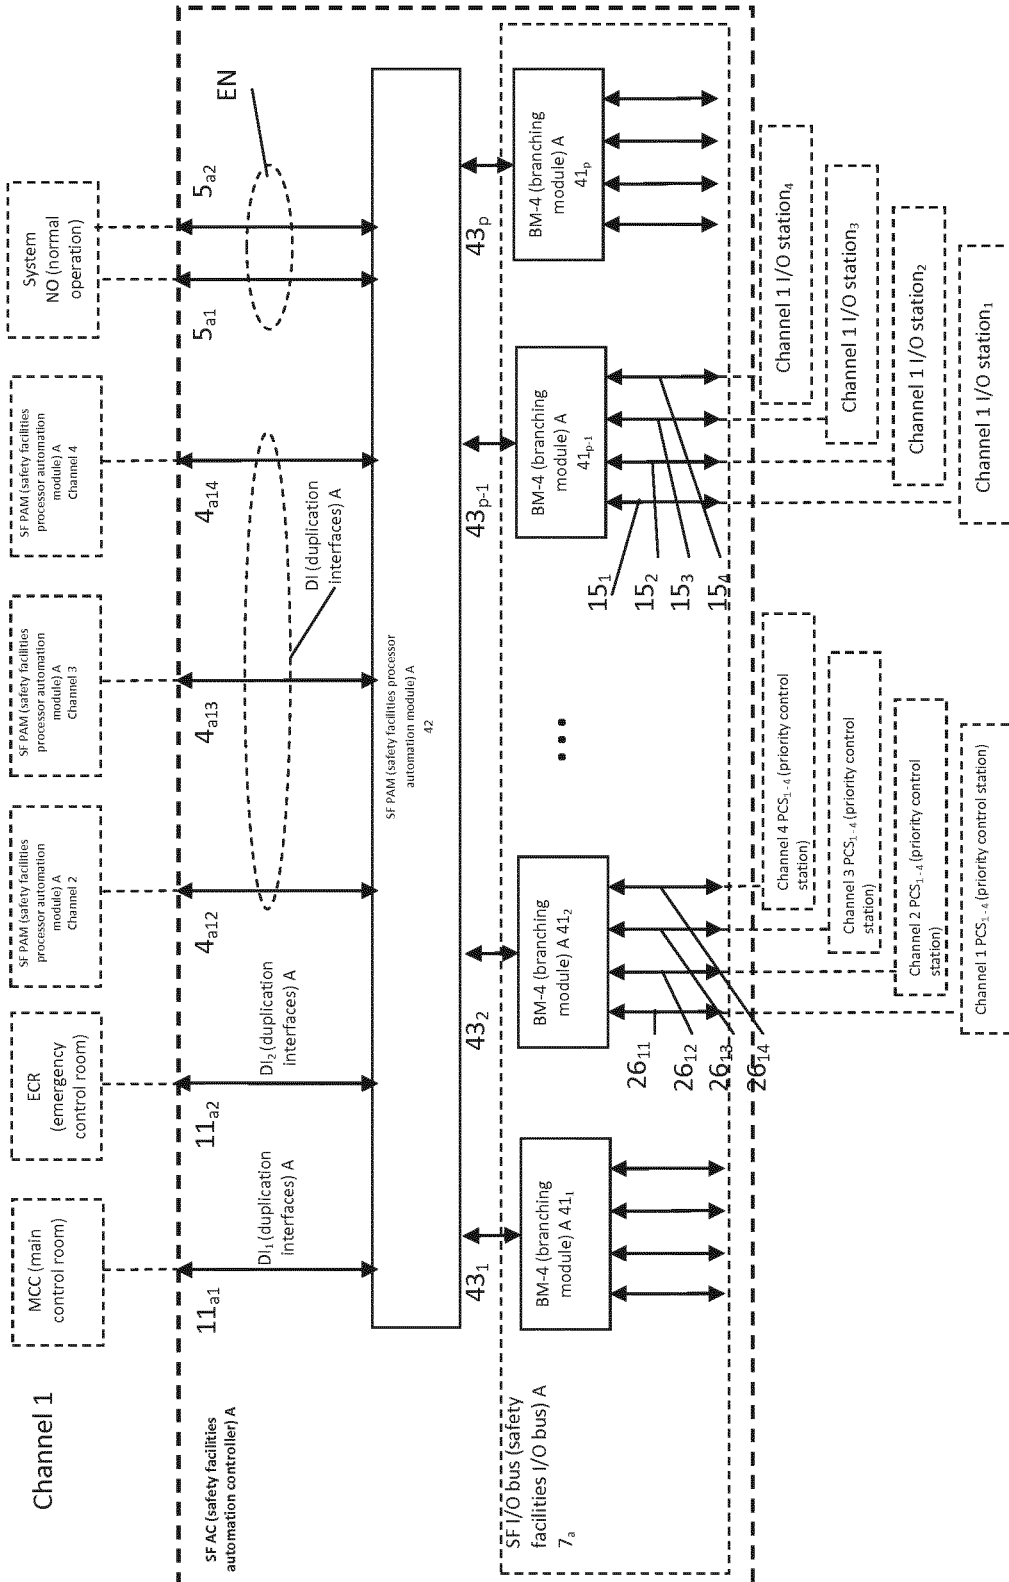 Channel 1
MCC (main
control room)
ECR
(emergency
control room)
SF PAM (safety facilities
processor automation
module) A
Channel 2
SF PAM (safety facilities
processor automation
module) A
Channel 3
SF PAM (safety facilities
processor automation
module) A
Channel 4
System
NO (normal
operation)
SF AC (safety facilities
automation controller) A
11a1
11a2
4a12
4a13
4a14
5a1
5a2
EN
DI1 (duplication
interfaces) A
DI2 (duplication
interfaces) A
DI (duplication
interfaces) A
SF PAM (safety facilities processor
automation module) A
42
431
432
43p-1
43p
SF I/O bus (safety
facilities I/O bus) A
7a
BM-4 (branching
module) A 411
BM-4 (branching
module) A 412
...
BM-4 (branching
module) A
41p-1
BM-4 (branching
module) A
41p
2611
2612
2613
2614
151
152
153
154
Channel 4 PCS1-4 (priority control
station)
Channel 3 PCS1-4 (priority control
station)
Channel 2 PCS1-4 (priority control
station)
Channel 1 PCS1-4 (priority control station)
Channel 1 I/O station4
Channel 1 I/O station3
Channel 1 I/O station2
Channel 1 I/O station1